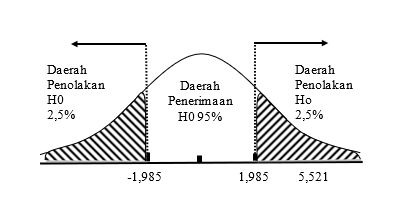 Daerah
Penolakan
H0
2,5%
Daerah
Penerimaan
H0 95%
Daerah
Penolakan
Ho
2,5%
-1,985
1,985
5,521